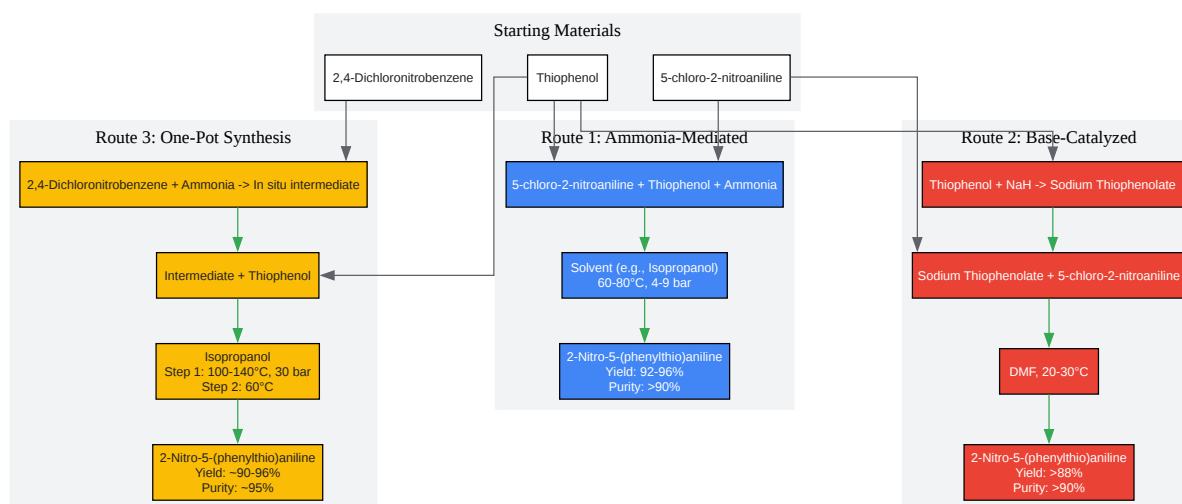 Starting Materials
2,4-Dichloronitrobenzene
Thiophenol
5-chloro-2-nitroaniline
Route 3: One-Pot Synthesis
2,4-Dichloronitrobenzene + Ammonia -> In situ intermediate
Intermediate + Thiophenol
Isopropanol
Step 1: 100-140°C, 30 bar
Step 2: 60°C
2-Nitro-5-(phenylthio)aniline
Yield: ~90-96%
Purity: ~95%
Route 1: Ammonia-Mediated
5-chloro-2-nitroaniline + Thiophenol + Ammonia
Solvent (e.g., Isopropanol)
60-80°C, 4-9 bar
2-Nitro-5-(phenylthio)aniline
Yield: 92-96%
Purity: >90%
Route 2: Base-Catalyzed
Thiophenol + NaH -> Sodium Thiophenolate
Sodium Thiophenolate + 5-chloro-2-nitroaniline
DMF, 20-30°C
2-Nitro-5-(phenylthio)aniline
Yield: >88%
Purity: >90%